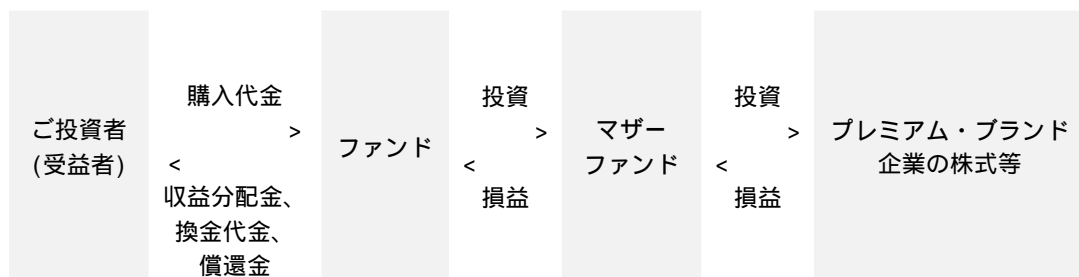 ご投資者
(受益者)
購入代金
>
<
収益分配金、
換金代金、
償還金
ファンド
投資
>
<
損益
マザー
ファンド
投資
>
<
損益
プレミアム・ブランド
企業の株式等